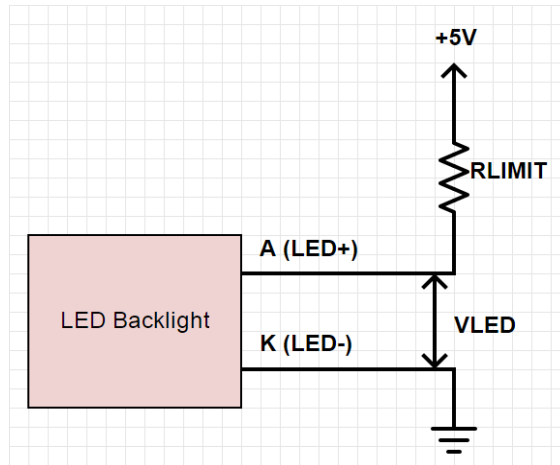 +5V
RLIMIT
A (LED+)
LED Backlight
VLED
K (LED-)